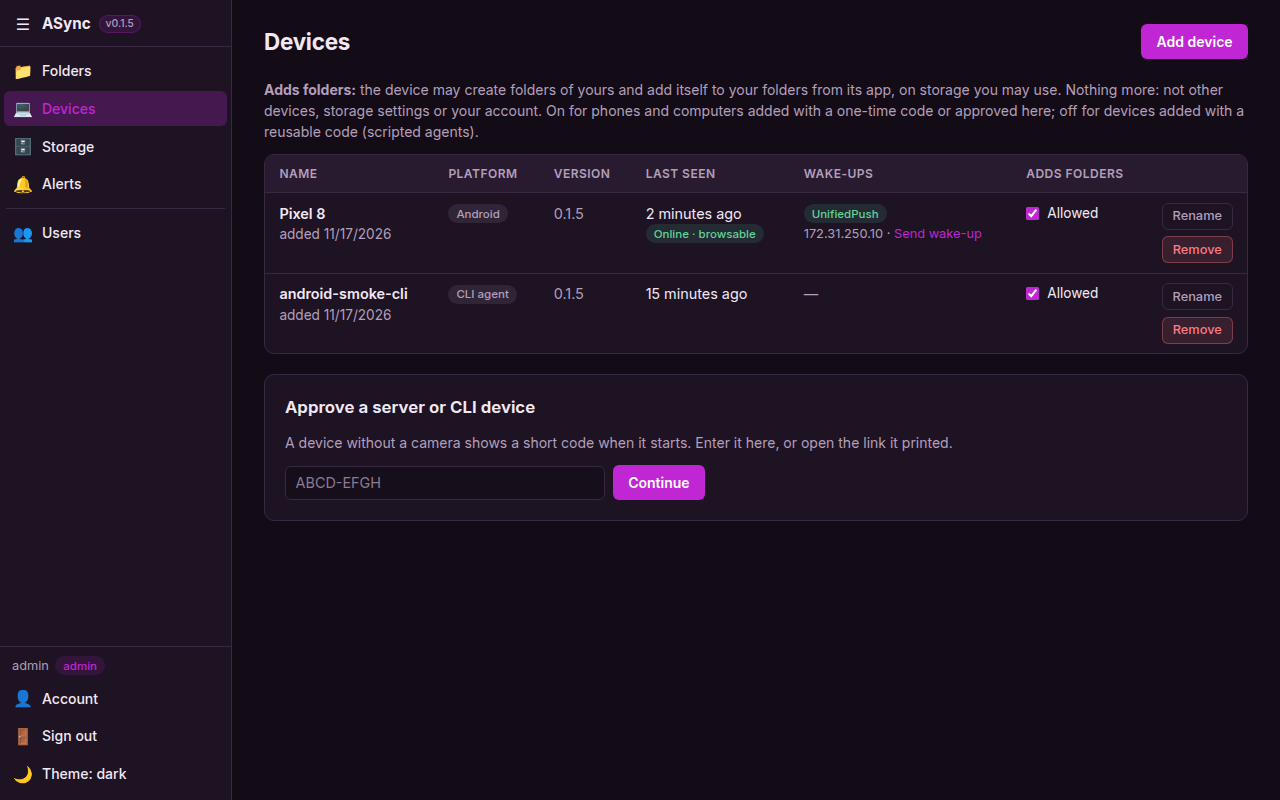 ASync v0.1.5
Folders
Devices
Storage
Alerts
Users
admin admin
Account
Sign out
Theme: dark
Devices
Add device
Adds folders: the device may create folders of yours and add itself to your folders from its app, on storage you may use. Nothing more: not other
devices, storage settings or your account. On for phones and computers added with a one-time code or approved here; off for devices added with a
reusable code (scripted agents).
NAME PLATFORM VERSION LAST SEEN WAKE-UPS ADDS FOLDERS
Pixel 8 Android 0.1.5 2 minutes ago UnifiedPush Allowed Rename
added 11/17/2026 Online · browsable 172.31.250.10 · Send wake-up Remove
android-smoke-cli CLI agent 0.1.5 15 minutes ago — Allowed Rename
added 11/17/2026 Remove
Approve a server or CLI device
A device without a camera shows a short code when it starts. Enter it here, or open the link it printed.
ABCD-EFGH Continue